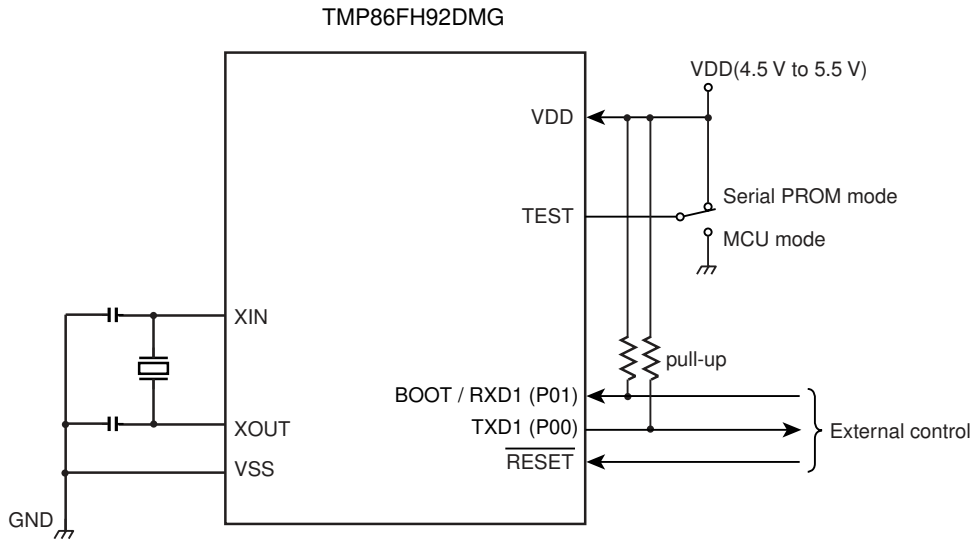 TMP86FH92DMG
VDD(4.5 V to 5.5 V)
VDD
Serial PROM mode
TEST
MCU mode
XIN
pull-up
BOOT / RXD1 (P01)
XOUT
TXD1 (P00)
External control
RESET
VSS
GND